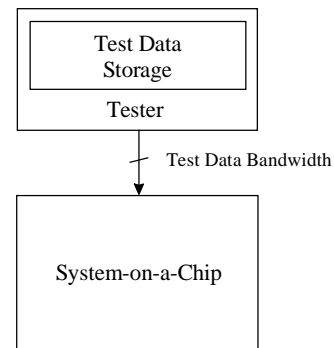 Test Data
Storage
Tester
Test Data Bandwidth
System-on-a-Chip